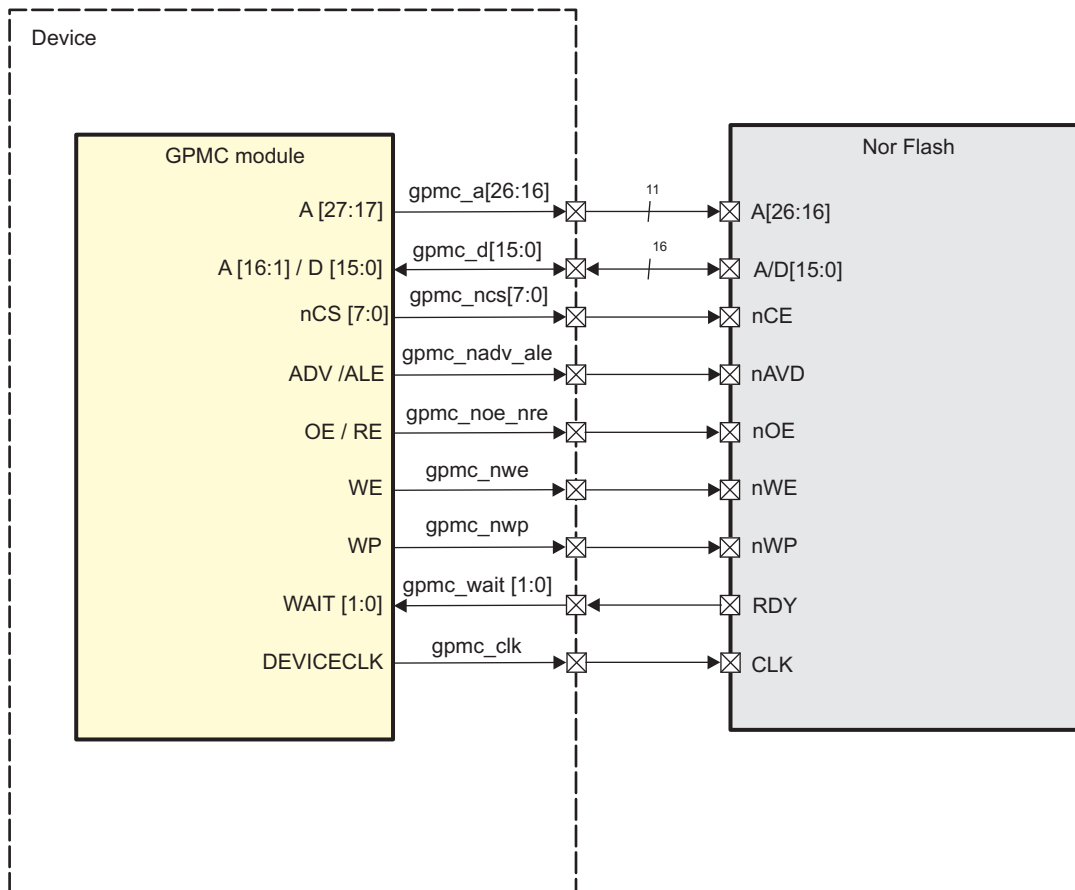 Device
GPMC module
Nor Flash
A [27:17]
gpmc_a[26:16]
11
A[26:16]
A [16:1] / D [15:0]
gpmc_d[15:0]
16
A/D[15:0]
nCS [7:0]
gpmc_ncs[7:0]
nCE
ADV /ALE
gpmc_nadv_ale
nAVD
OE / RE
gpmc_noe_nre
nOE
WE
gpmc_nwe
nWE
WP
gpmc_nwp
nWP
WAIT [1:0]
gpmc_wait [1:0]
RDY
DEVICECLK
gpmc_clk
CLK